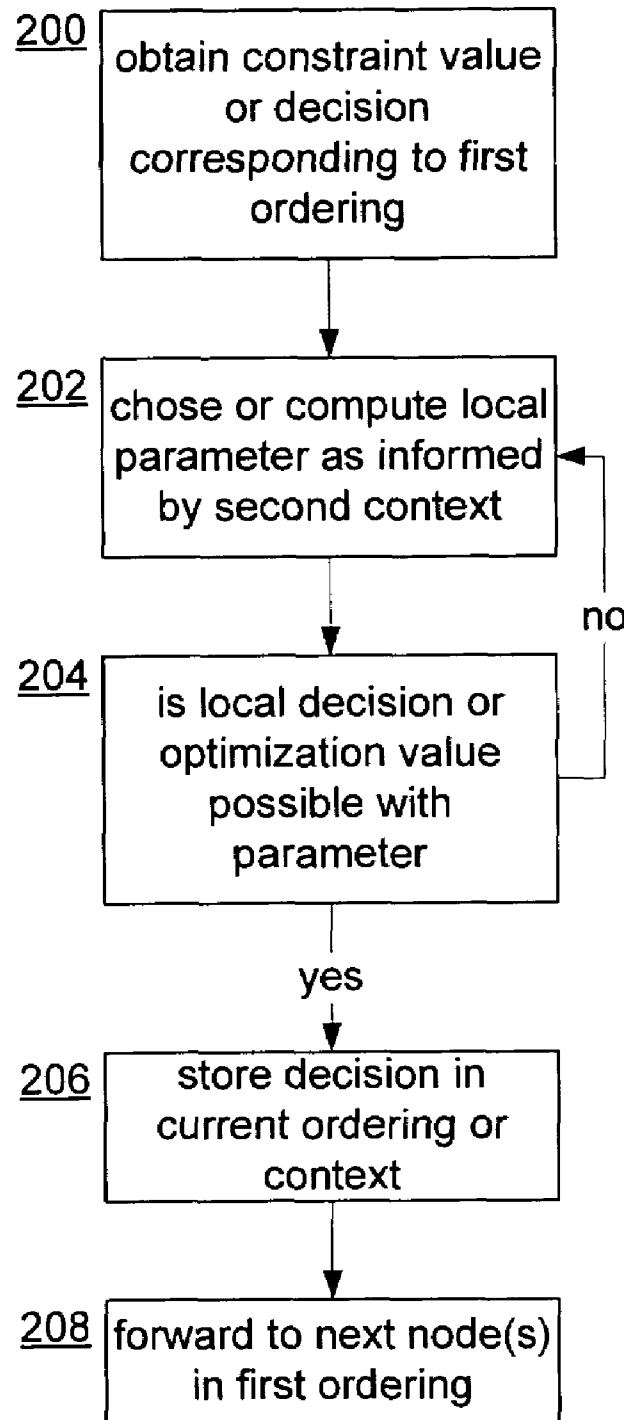 200
obtain constraint value
or decision
corresponding to first
ordering
202
chose or compute local
parameter as informed
by second context
no
204
is local decision or
optimization value
possible with
parameter
yes
206
store decision in
current ordering or
context
208
forward to next node(s)
in first ordering